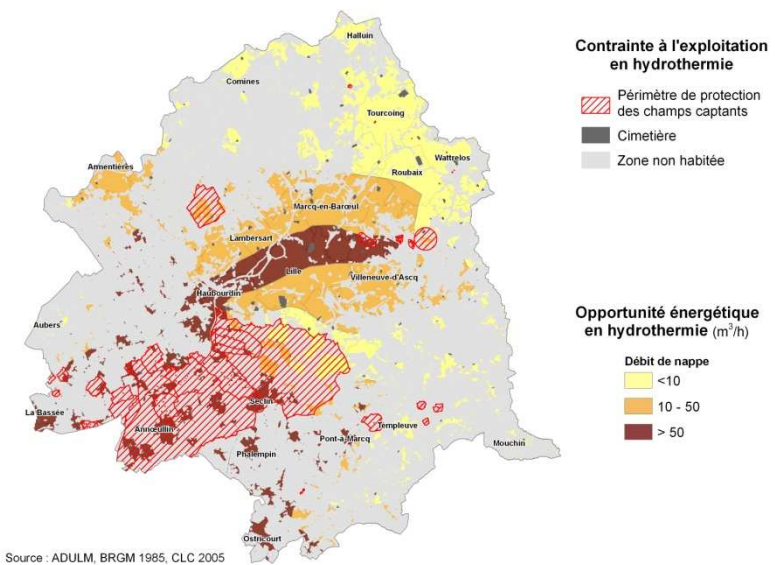 Halluin
Comines
Tourcoing
Wattrelos
Roubaix
Armentières
Marcq-en-Barœul
Lambersart
Lille
Villeneuve-d'Ascq
Haubourdin
Aubers
Seclin
La Bassée
Annœullin
Templeuve
Pont-à-Marcq
Mouchin
Phalempin
Ostricourt
Source : ADULM, BRGM 1985, CLC 2005
Contrainte à l'exploitation
en hydrothermie
Périmètre de protection
des champs captants
Cimetière
Zone non habitée
Opportunité énergétique
en hydrothermie (m³/h)
Débit de nappe
<10
10 - 50
> 50